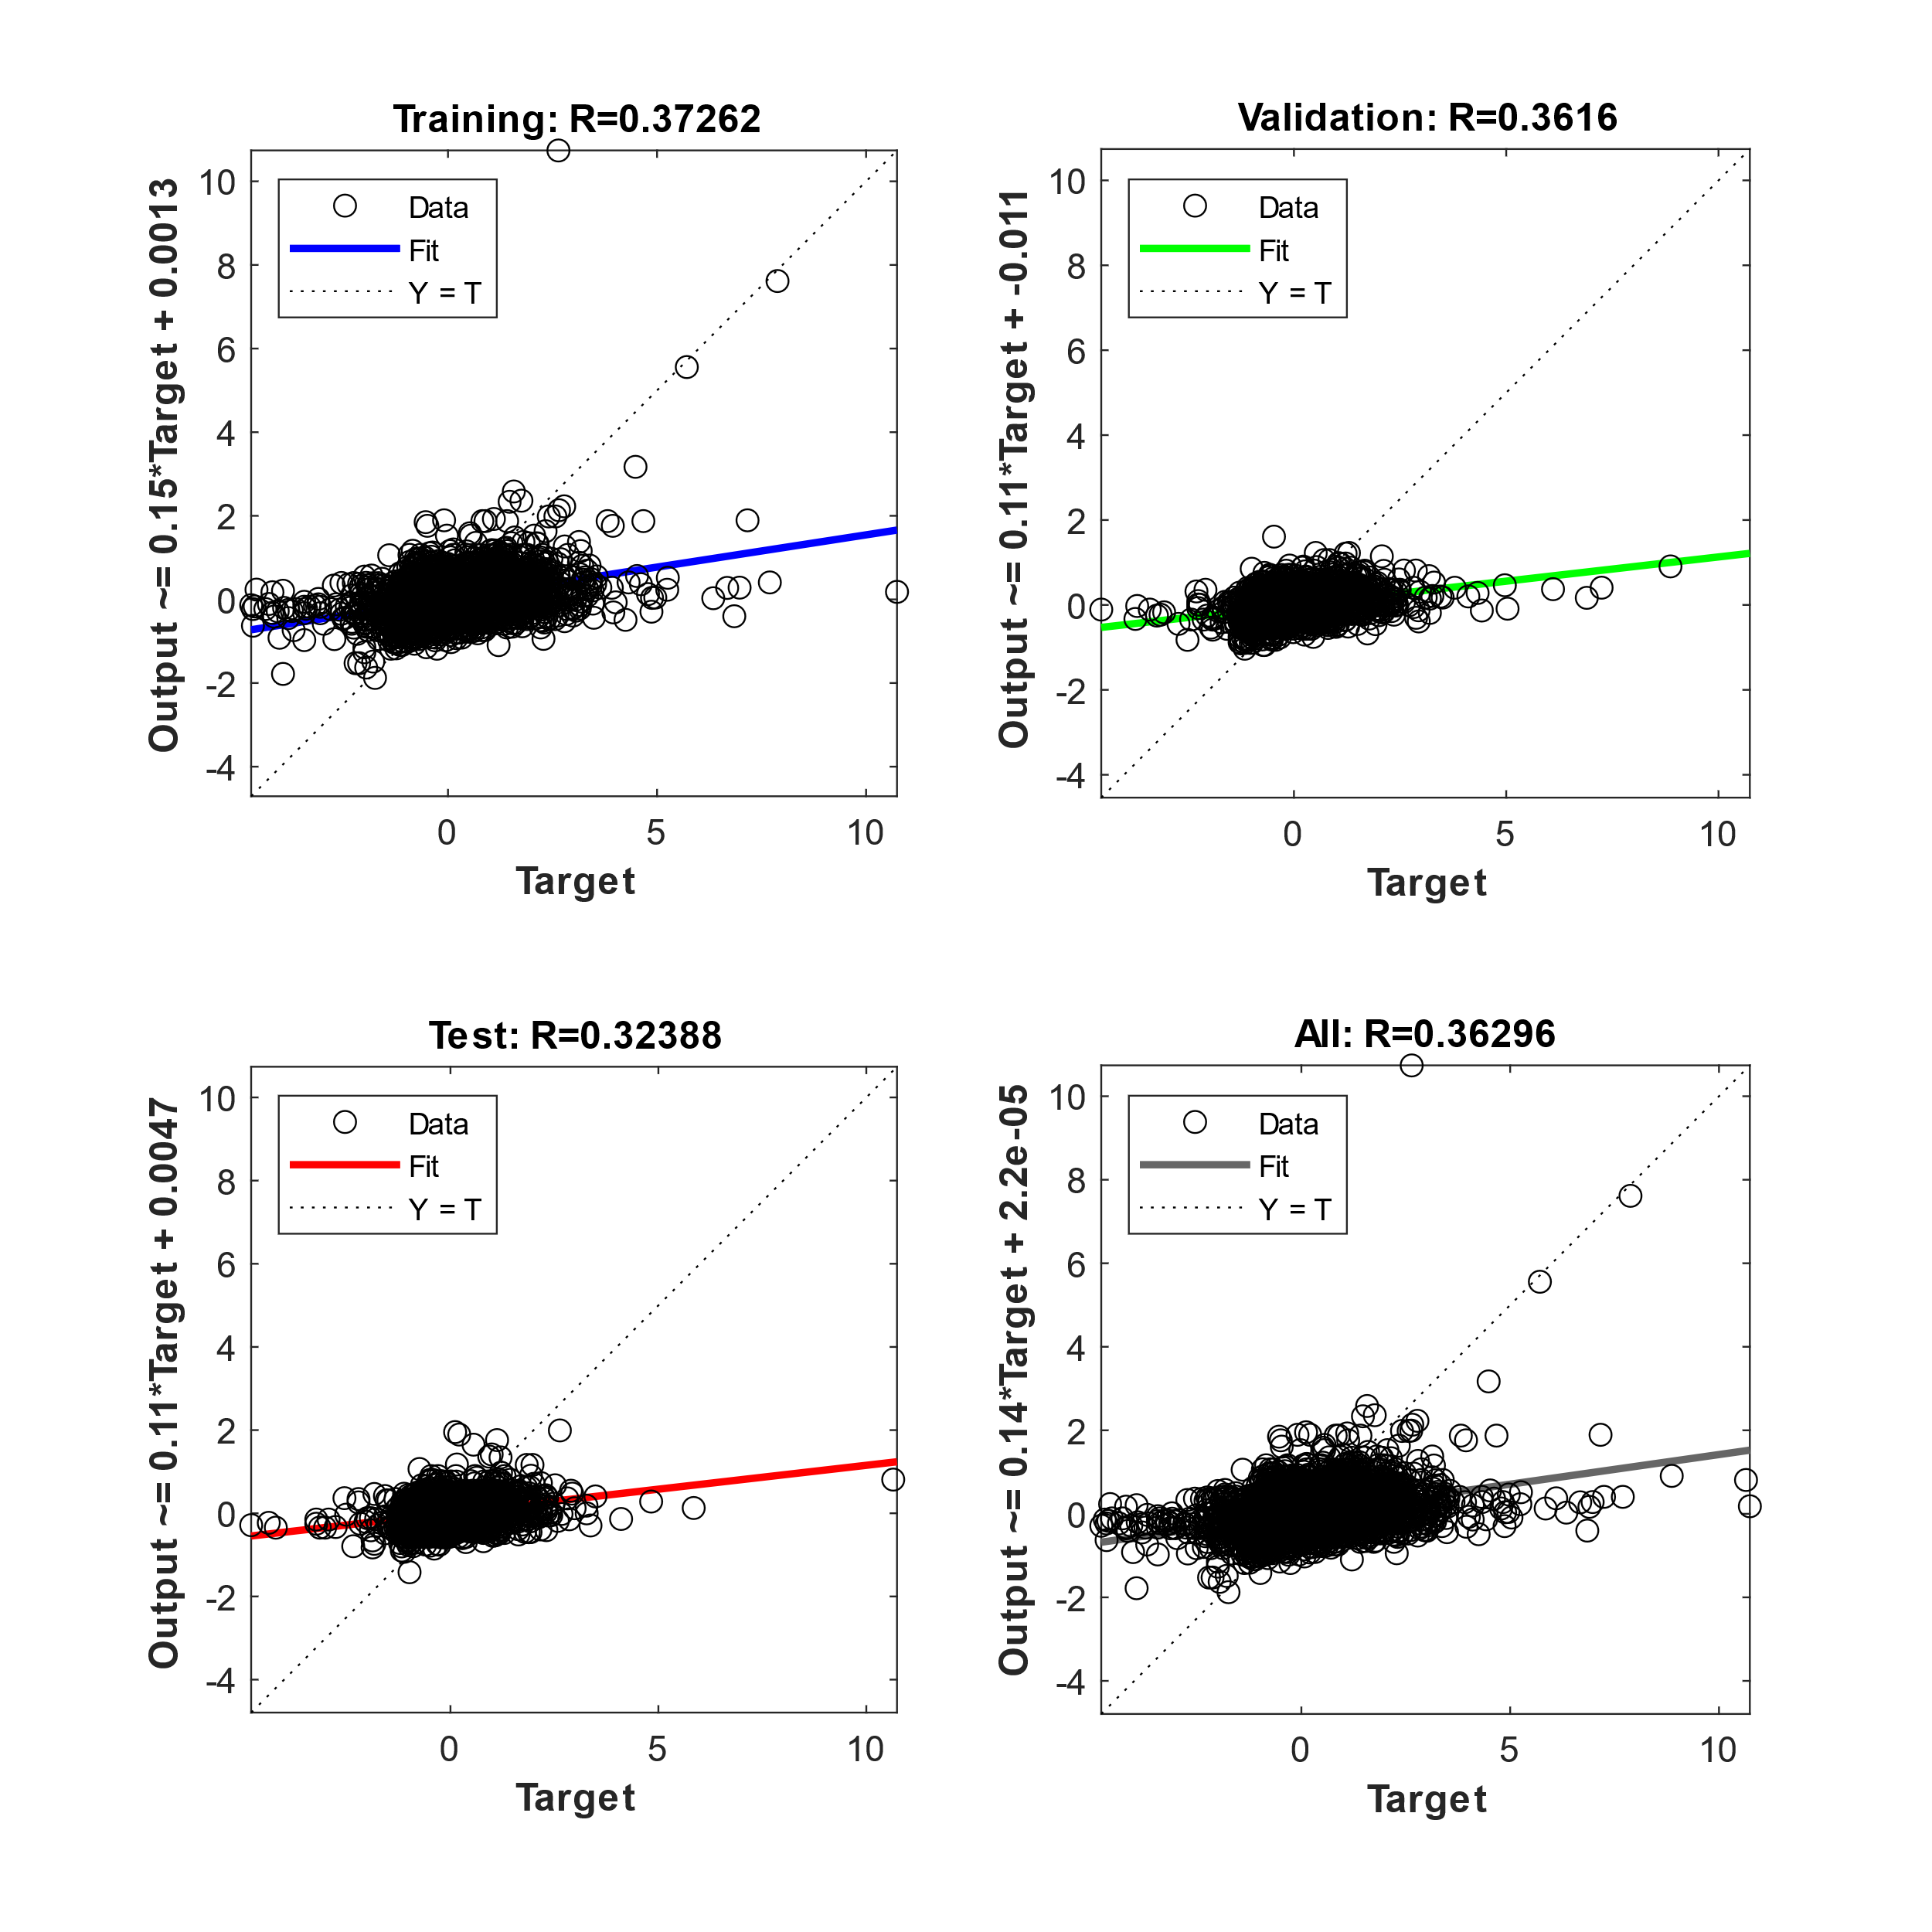 Training: R=0.37262
Output ~= 0.15*Target + 0.0013
10
8
6
4
2
0
-2
-4
Data
Fit
Y = T
0
5
10
Target
Validation: R=0.3616
Output ~= 0.11*Target + -0.011
10
8
6
4
2
0
-2
-4
Data
Fit
Y = T
0
5
10
Target
Test: R=0.32388
Output ~= 0.11*Target + 0.0047
10
8
6
4
2
0
-2
-4
Data
Fit
Y = T
0
5
10
Target
All: R=0.36296
Output ~= 0.14*Target + 2.2e-05
10
8
6
4
2
0
-2
-4
Data
Fit
Y = T
0
5
10
Target